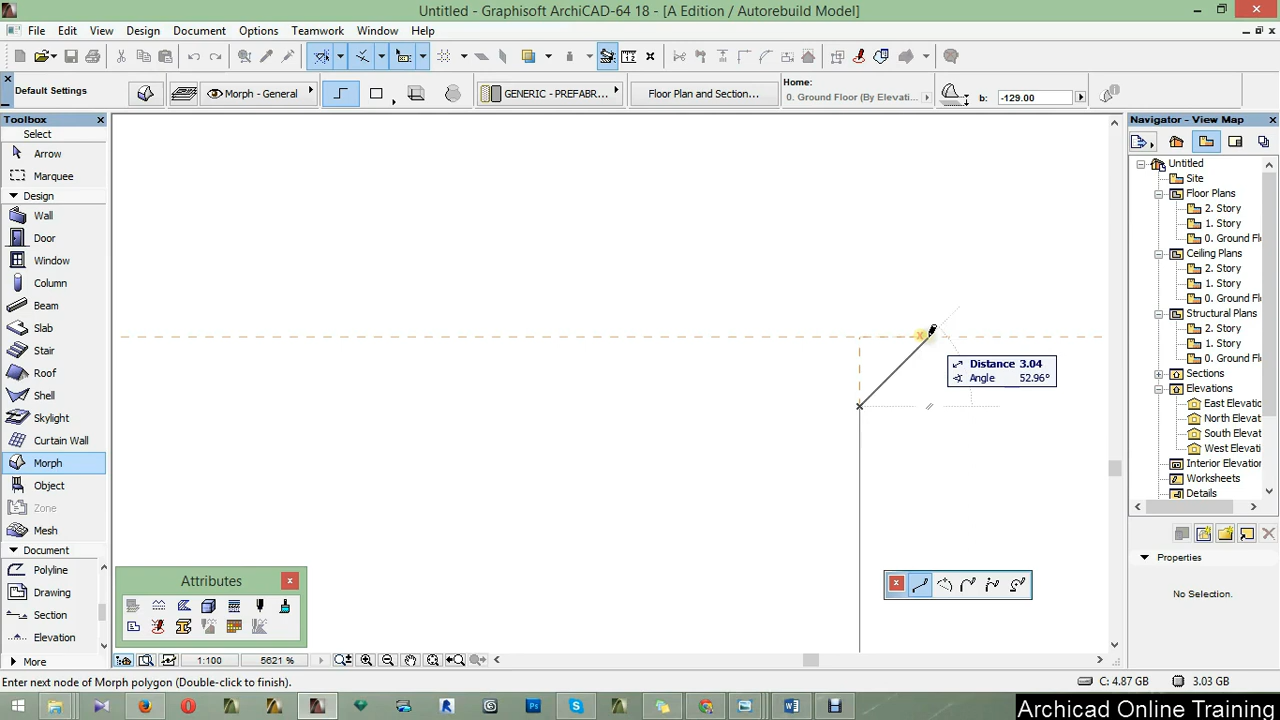 Untitled - Graphisoft ArchiCAD-64 18 - [A Edition / Autorebuild Model]
File Edit View Design Document Options Teamwork Window Help
Default Settings
Morph - General
GENERIC - PREFABR...
Floor Plan and Section...
Home:
0. Ground Floor (By Elevati...
b:
-129.00
Toolbox
Select
Arrow
Marquee
Design
Wall
Door
Window
Column
Beam
Slab
Stair
Roof
Shell
Skylight
Curtain Wall
Morph
Object
Zone
Mesh
Document
Polyline
Drawing
Section
Elevation
More
Distance 3.04
Angle 52.96°
Attributes
Navigator - View Map
Untitled
Site
Floor Plans
2. Story
1. Story
0. Ground Fl
Ceiling Plans
2. Story
1. Story
0. Ground Fl
Structural Plans
2. Story
1. Story
0. Ground Fl
Sections
Elevations
East Elevatio
North Elevat
South Elevat
West Elevati
Interior Elevation
Worksheets
Details
Properties
No Selection.
1:100
5621 %
Enter next node of Morph polygon (Double-click to finish).
C: 4.87 GB
3.03 GB
Archicad Online Training